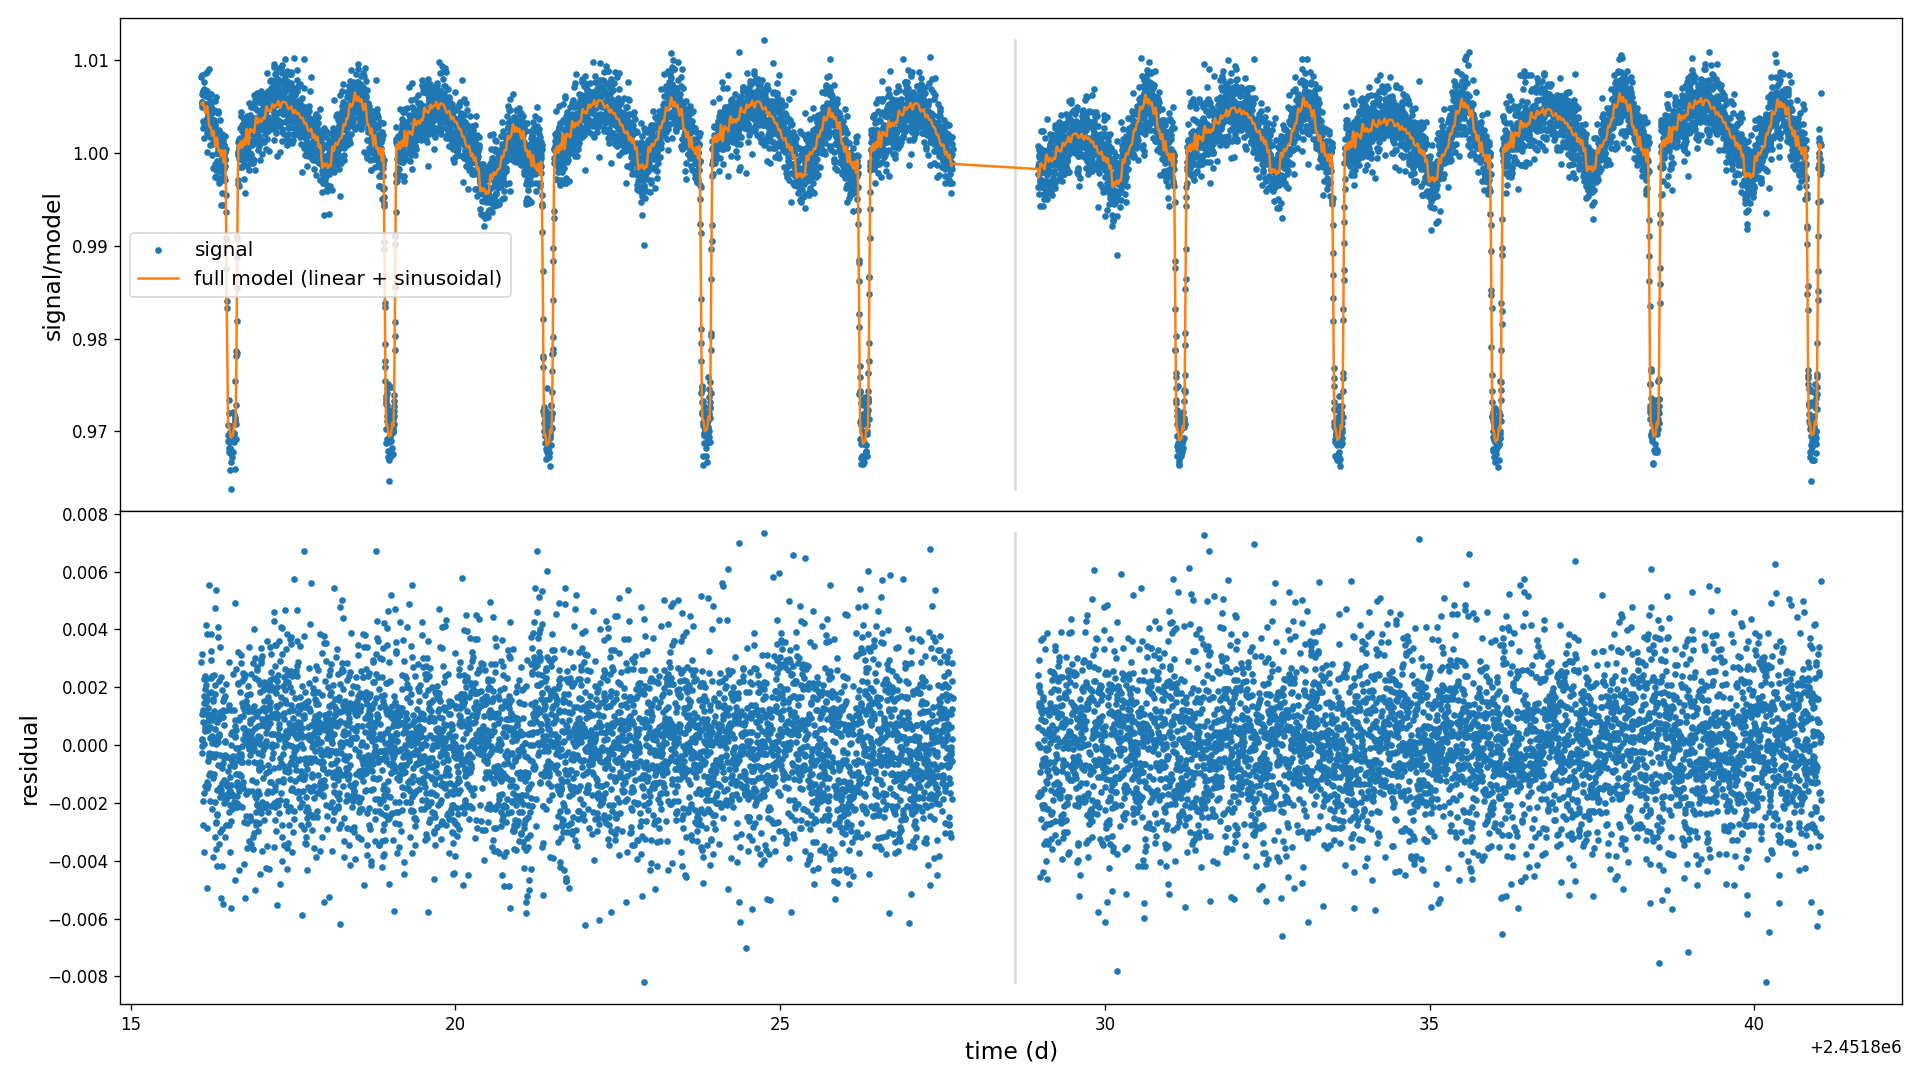 1.01
1.00
0.99
0.98
0.97
signal/model
signal
full model (linear + sinusoidal)
0.008
0.006
0.004
0.002
0.000
−0.002
−0.004
−0.006
−0.008
residual
15 20 25 30 35 40
time (d)
+2.4518e6